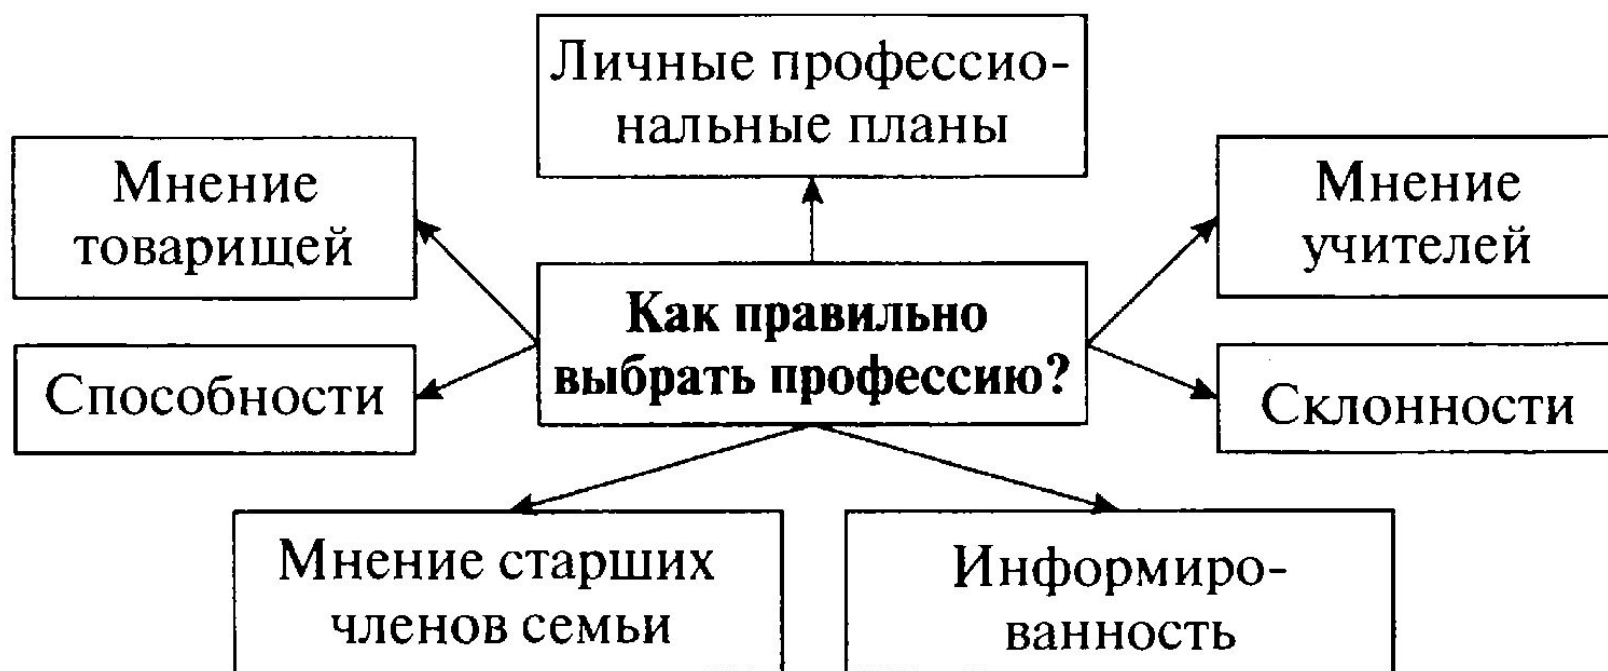 Личные профессио-
нальные планы
Мнение
товарищей
Мнение
учителей
Как правильно
выбрать профессию?
Способности
Склонности
Мнение старших
членов семьи
Информиро-
ванность